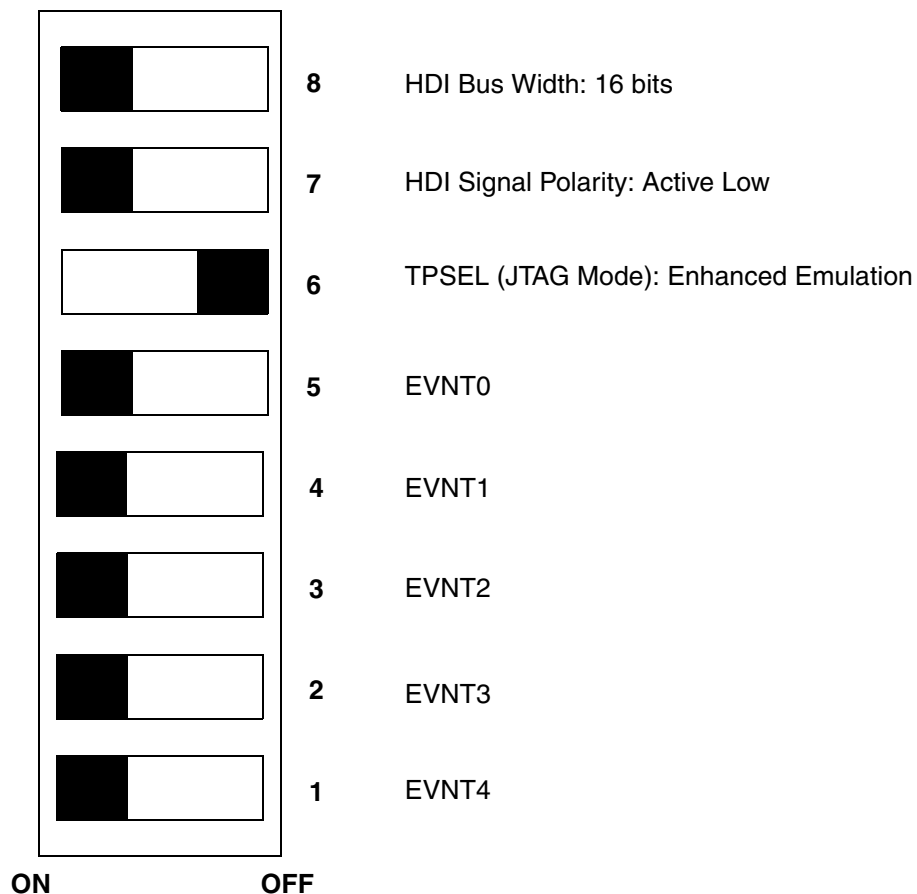 8 HDI Bus Width: 16 bits
7 HDI Signal Polarity: Active Low
6 TPSEL (JTAG Mode): Enhanced Emulation
5 EVNT0
4 EVNT1
3 EVNT2
2 EVNT3
1 EVNT4
ON OFF